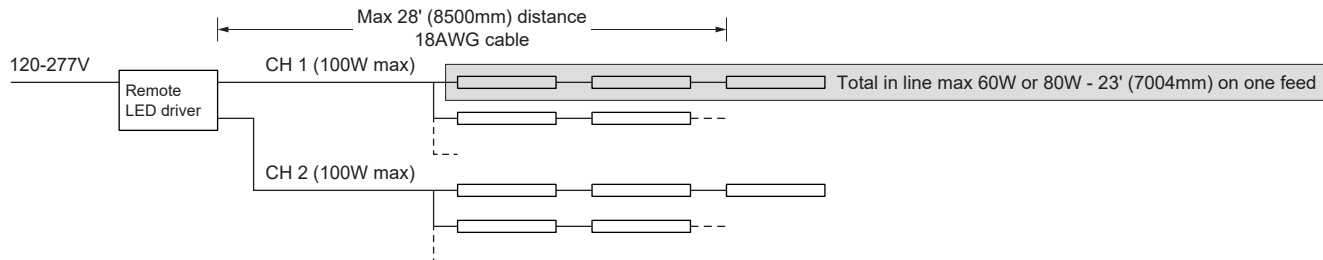 Max 28' (8500mm) distance
18AWG cable
120-277V
CH 1 (100W max)
Remote
LED driver
Total in line max 60W or 80W - 23' (7004mm) on one feed
CH 2 (100W max)